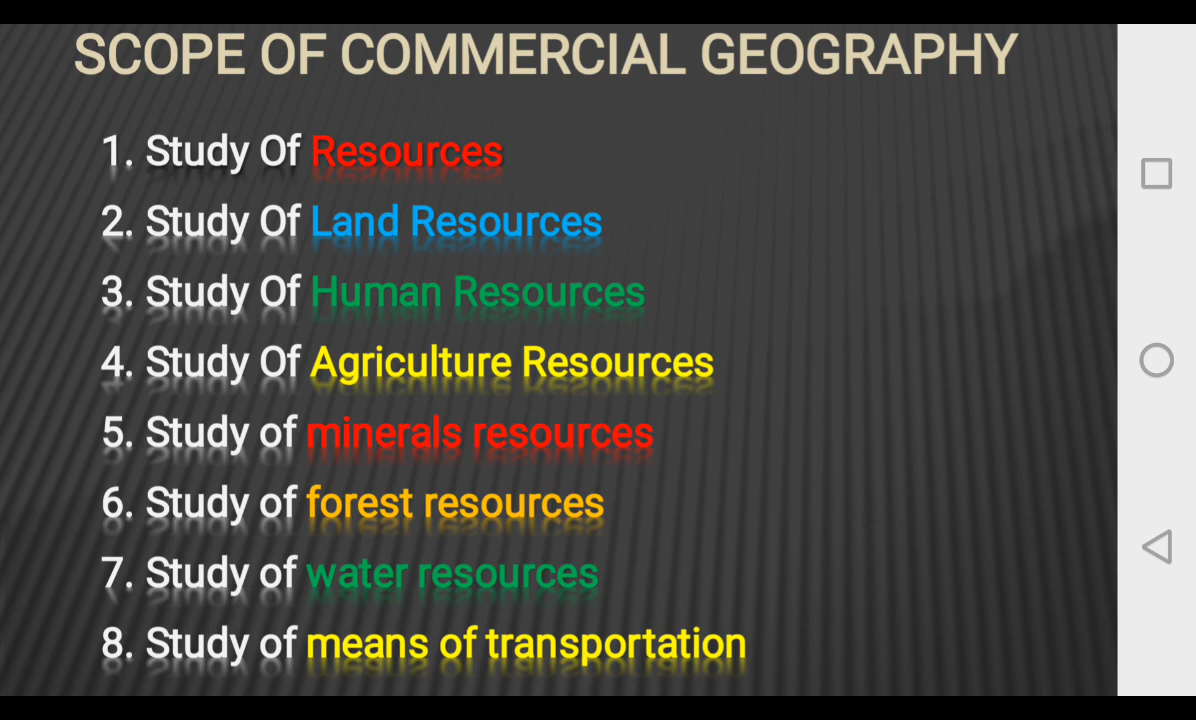 SCOPE OF COMMERCIAL GEOGRAPHY
1. Study Of Resources
2. Study Of Land Resources
3. Study Of Human Resources
4. Study Of Agriculture Resources
5. Study of minerals resources
6. Study of forest resources
7. Study of water resources
8. Study of means of transportation